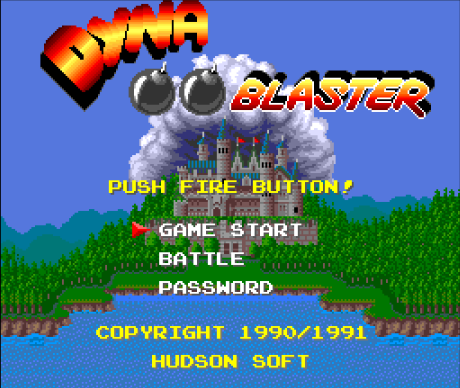 DYNA
BLASTER
PUSH FIRE BUTTON!
GAME START
BATTLE
PASSWORD
COPYRIGHT 1990/1991
HUDSON SOFT